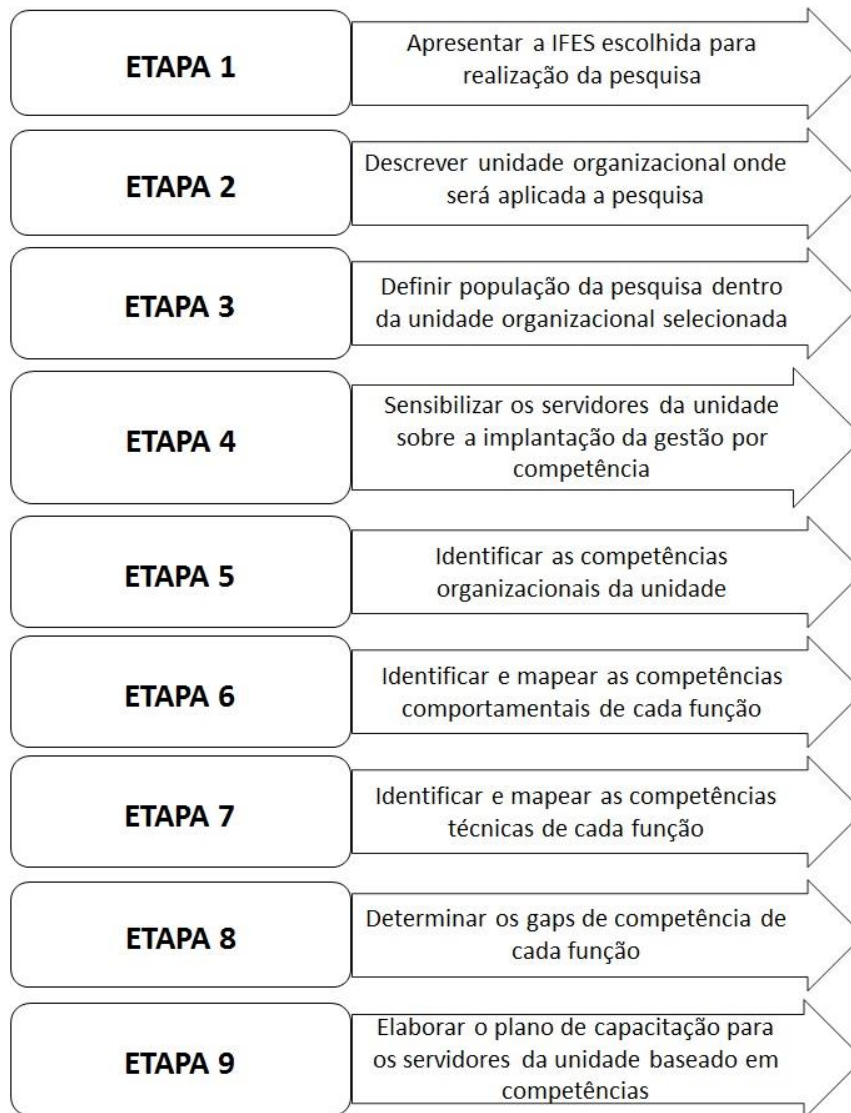 ETAPA 1
Apresentar a IFES escolhida para
realização da pesquisa
ETAPA 2
Descrever unidade organizacional onde
será aplicada a pesquisa
ETAPA 3
Definir população da pesquisa dentro
da unidade organizacional selecionada
ETAPA 4
Sensibilizar os servidores da unidade
sobre a implantação da gestão por
competência
ETAPA 5
Identificar as competências
organizacionais da unidade
ETAPA 6
Identificar e mapear as competências
comportamentais de cada função
ETAPA 7
Identificar e mapear as competências
técnicas de cada função
ETAPA 8
Determinar os gaps de competência de
cada função
ETAPA 9
Elaborar o plano de capacitação para
os servidores da unidade baseado em
competências